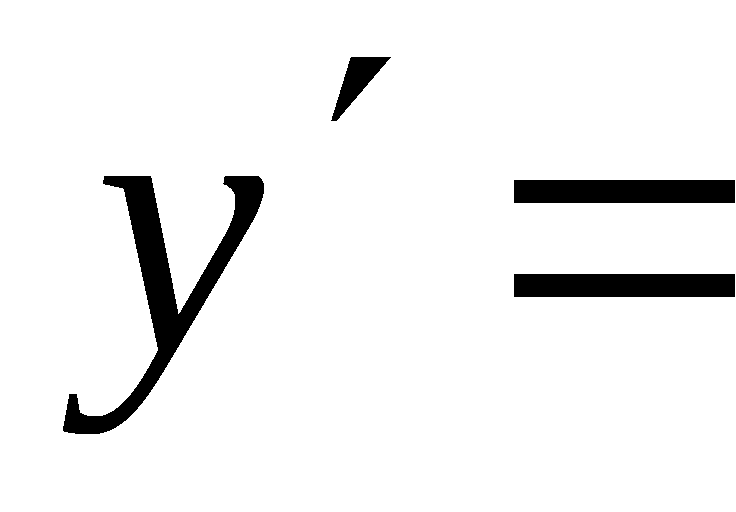 y′ =